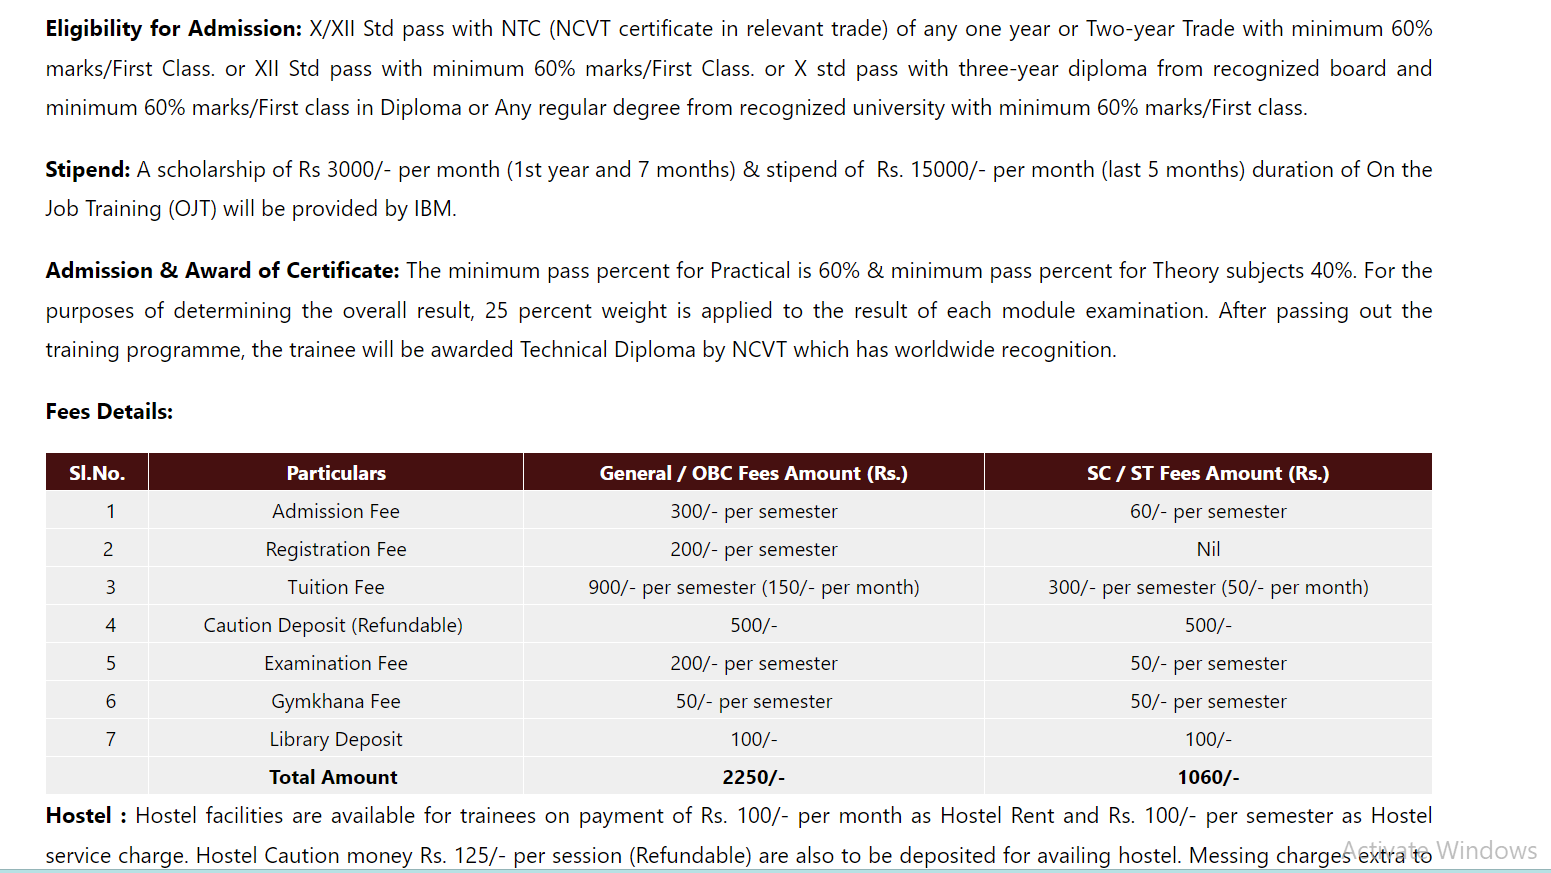 Eligibility for Admission: X/XII Std pass with NTC (NCVT certificate in relevant trade) of any one year or Two-year Trade with minimum 60%
marks/First Class. or XII Std pass with minimum 60% marks/First Class. or X std pass with three-year diploma from recognized board and
minimum 60% marks/First class in Diploma or Any regular degree from recognized university with minimum 60% marks/First class.
Stipend: A scholarship of Rs 3000/- per month (1st year and 7 months) & stipend of Rs. 15000/- per month (last 5 months) duration of On the
Job Training (OJT) will be provided by IBM.
Admission & Award of Certificate: The minimum pass percent for Practical is 60% & minimum pass percent for Theory subjects 40%. For the
purposes of determining the overall result, 25 percent weight is applied to the result of each module examination. After passing out the
training programme, the trainee will be awarded Technical Diploma by NCVT which has worldwide recognition.
Fees Details:
Sl.No. Particulars General / OBC Fees Amount (Rs.) SC / ST Fees Amount (Rs.)
1 Admission Fee 300/- per semester 60/- per semester
2 Registration Fee 200/- per semester Nil
3 Tuition Fee 900/- per semester (150/- per month) 300/- per semester (50/- per month)
4 Caution Deposit (Refundable) 500/- 500/-
5 Examination Fee 200/- per semester 50/- per semester
6 Gymkhana Fee 50/- per semester 50/- per semester
7 Library Deposit 100/- 100/-
Total Amount 2250/- 1060/-
Hostel : Hostel facilities are available for trainees on payment of Rs. 100/- per month as Hostel Rent and Rs. 100/- per semester as Hostel
service charge. Hostel Caution money Rs. 125/- per session (Refundable) are also to be deposited for availing hostel. Messing charges extra to
Activate Windows